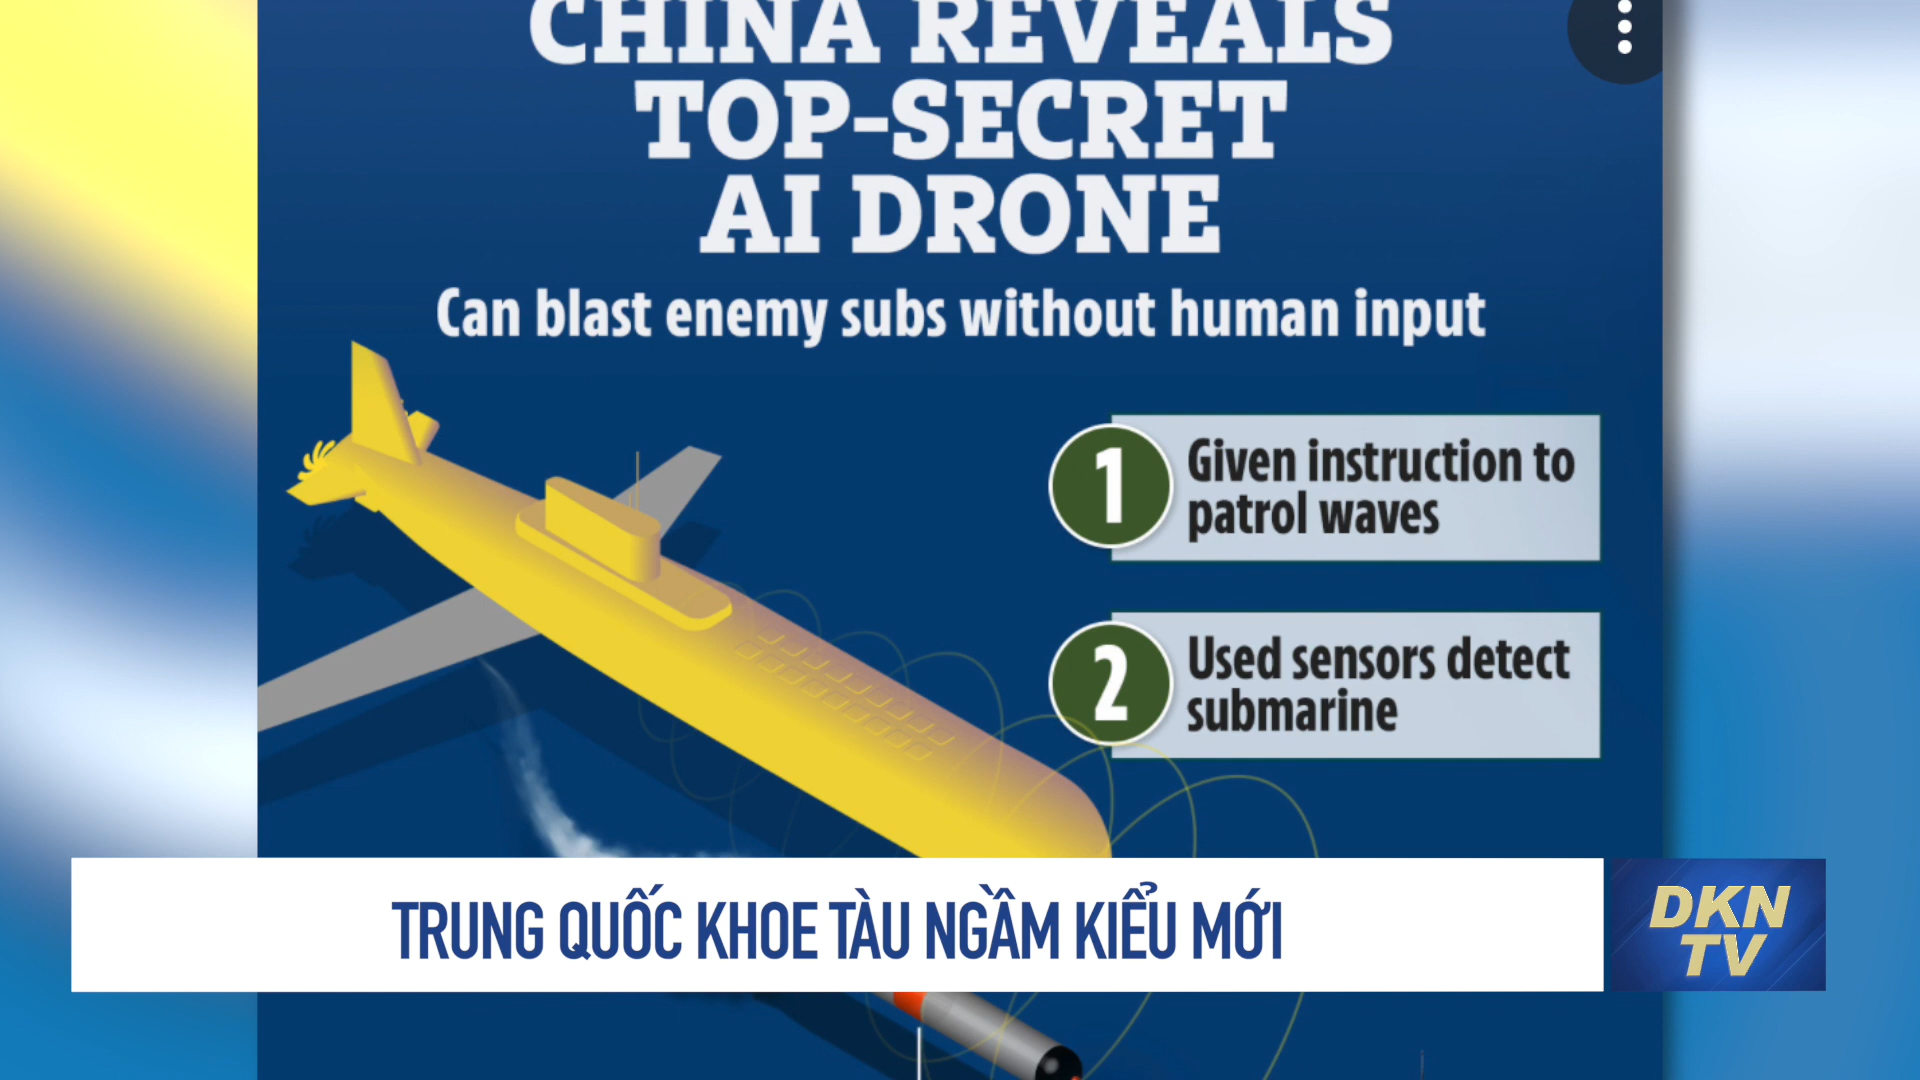 CHINA REVEALS
TOP-SECRET
AI DRONE
Can blast enemy subs without human input
1
Given instruction to
patrol waves
2
Used sensors detect
submarine
TRUNG QUỐC KHOE TÀU NGẦM KIỂU MỚI
DKN
TV